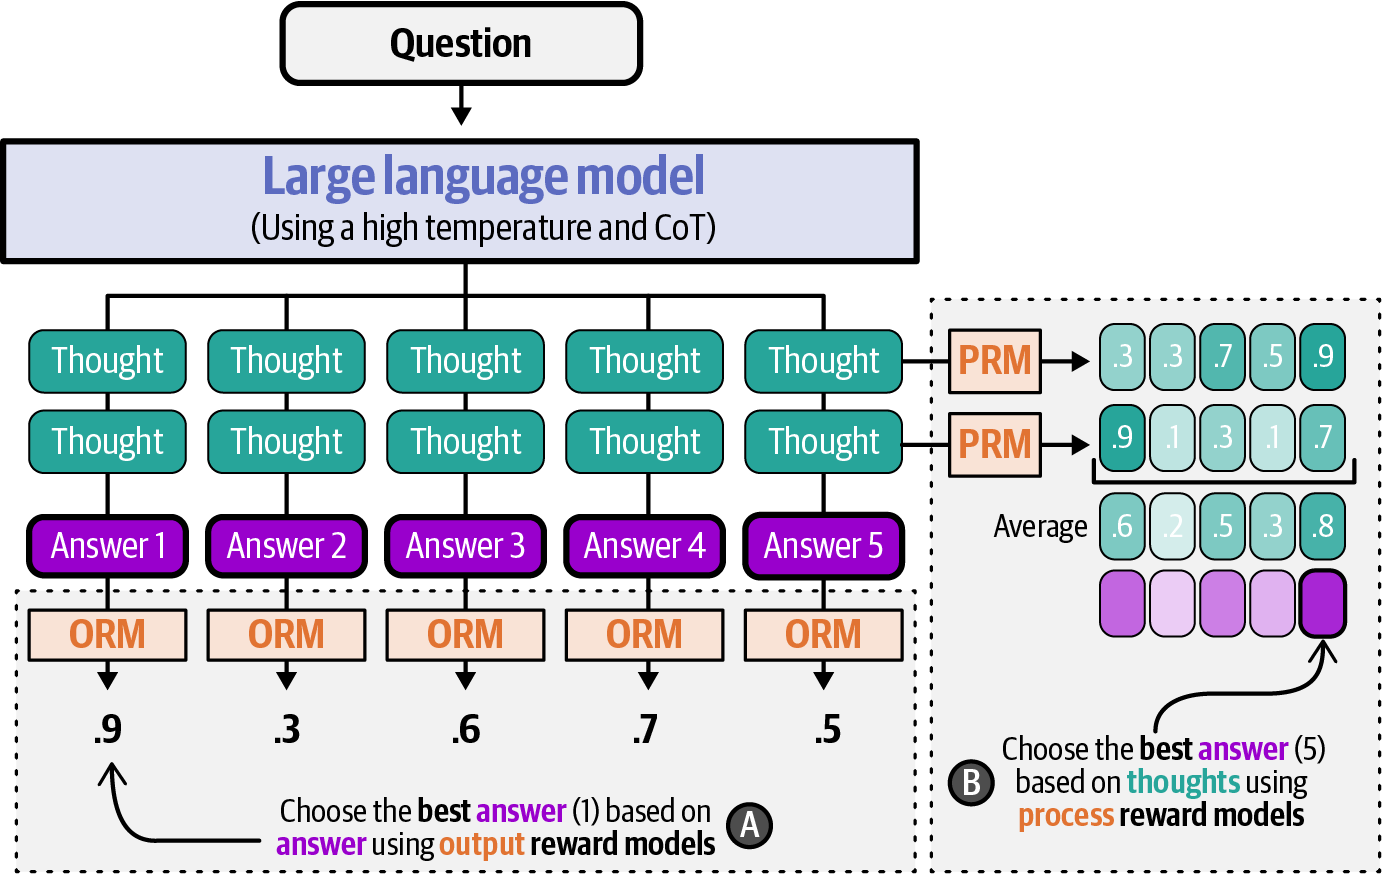 Question
Large language model
(Using a high temperature and CoT)
Thought Thought Thought Thought Thought
Thought Thought Thought Thought Thought
Answer 1 Answer 2 Answer 3 Answer 4 Answer 5
ORM ORM ORM ORM ORM
.9 .3 .6 .7 .5
Choose the best answer (1) based on
answer using output reward models
A
PRM .3 .3 .7 .5 .9
PRM .9 .1 .3 .1 .7
Average .6 .2 .5 .3 .8
B
Choose the best answer (5)
based on thoughts using
process reward models